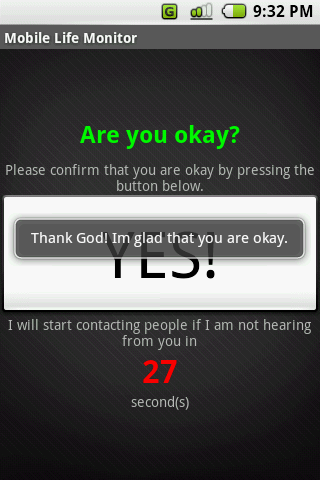 9:32 PM
Mobile Life Monitor
Are you okay?
Please confirm that you are okay by pressing the
button below.
YES!
Thank God! Im glad that you are okay.
I will start contacting people if I am not hearing
from you in
27
second(s)